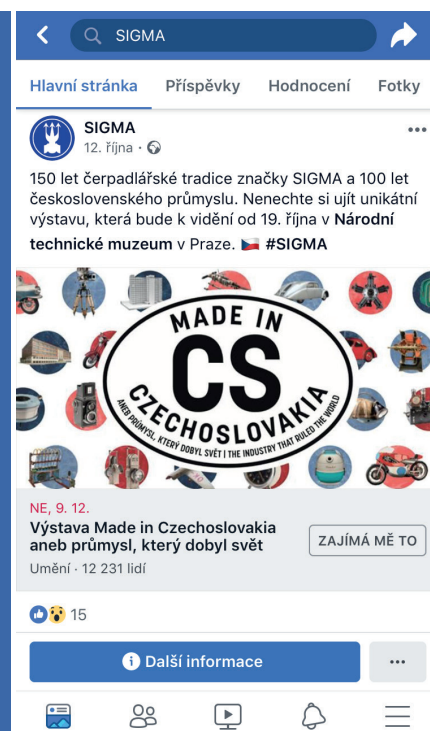 SIGMA
Hlavní stránka Příspěvky Hodnocení Fotky
SIGMA
12. října ·
150 let čerpadlářské tradice značky SIGMA a 100 let
československého průmyslu. Nenechte si ujít unikátní
výstavu, která bude k vidění od 19. října v Národní
technické muzeum v Praze. 🇨🇿 #SIGMA
MADE IN
CS
CZECHOSLOVAKIA
ANEB PRŮMYSL, KTERÝ DOBYL SVĚT | THE INDUSTRY THAT RULED THE WORLD
NE, 9. 12.
Výstava Made in Czechoslovakia
aneb průmysl, který dobyl svět
ZAJÍMÁ MĚ TO
Umění · 12 231 lidí
15
Další informace